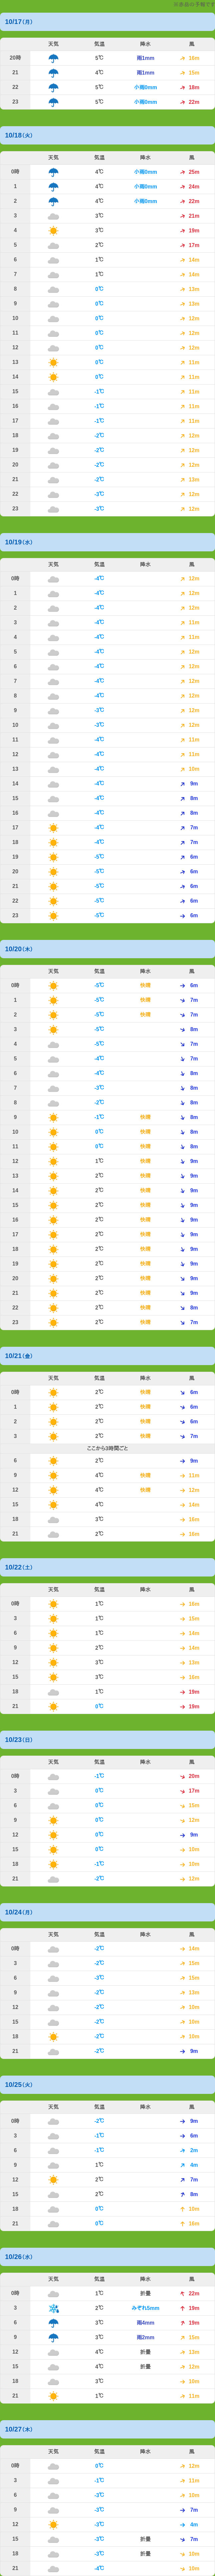 の予報です
10/17(月)
天気 気温 降水 風
20時 5℃ 雨1mm 16m
21 4℃ 雨1mm 15m
22 5℃ 小雨0mm 18m
23 5℃ 小雨0mm 22m
10/18(火)
天気 気温 降水 風
0時 4℃ 小雨0mm 25m
1 4℃ 小雨0mm 24m
2 4℃ 小雨0mm 22m
3 3℃ 21m
4 3℃ 19m
5 2℃ 17m
6 1℃ 14m
7 1℃ 14m
8 0℃ 13m
9 0℃ 13m
10 0℃ 12m
11 0℃ 12m
12 0℃ 12m
13 0℃ 11m
14 0℃ 11m
15 -1℃ 11m
16 -1℃ 11m
17 -1℃ 11m
18 -2℃ 12m
19 -2℃ 12m
20 -2℃ 12m
21 -2℃ 13m
22 -3℃ 12m
23 -3℃ 12m
10/19(水)
天気 気温 降水 風
0時 -4℃ 12m
1 -4℃ 12m
2 -4℃ 12m
3 -4℃ 11m
4 -4℃ 11m
5 -4℃ 12m
6 -4℃ 12m
7 -4℃ 12m
8 -4℃ 12m
9 -3℃ 12m
10 -3℃ 12m
11 -4℃ 11m
12 -4℃ 11m
13 -4℃ 10m
14 -4℃ 9m
15 -4℃ 8m
16 -4℃ 8m
17 -4℃ 7m
18 -4℃ 7m
19 -5℃ 6m
20 -5℃ 6m
21 -5℃ 6m
22 -5℃ 6m
23 -5℃ 6m
10/20(木)
天気 気温 降水 風
0時 -5℃ 快晴 6m
1 -5℃ 快晴 7m
2 -5℃ 快晴 7m
3 -5℃ 8m
4 -5℃ 7m
5 -4℃ 7m
6 -4℃ 8m
7 -3℃ 8m
8 -2℃ 8m
9 -1℃ 快晴 8m
10 0℃ 快晴 8m
11 0℃ 快晴 8m
12 1℃ 快晴 9m
13 2℃ 快晴 9m
14 2℃ 快晴 9m
15 2℃ 快晴 9m
16 2℃ 快晴 9m
17 2℃ 快晴 9m
18 2℃ 快晴 9m
19 2℃ 快晴 9m
20 2℃ 快晴 9m
21 2℃ 快晴 9m
22 2℃ 快晴 8m
23 2℃ 快晴 7m
10/21(金)
天気 気温 降水 風
0時 2℃ 快晴 6m
1 2℃ 快晴 6m
2 2℃ 快晴 6m
3 2℃ 快晴 7m
ここから3時間ごと
6 2℃ 9m
9 4℃ 快晴 11m
12 4℃ 快晴 12m
15 4℃ 14m
18 3℃ 16m
21 2℃ 16m
10/22(土)
天気 気温 降水 風
0時 1℃ 16m
3 1℃ 15m
6 1℃ 14m
9 2℃ 14m
12 3℃ 13m
15 3℃ 16m
18 1℃ 19m
21 0℃ 19m
10/23(日)
天気 気温 降水 風
0時 -1℃ 20m
3 0℃ 17m
6 0℃ 15m
9 0℃ 12m
12 0℃ 9m
15 0℃ 10m
18 -1℃ 10m
21 -2℃ 12m
10/24(月)
天気 気温 降水 風
0時 -2℃ 14m
3 -2℃ 15m
6 -3℃ 15m
9 -2℃ 13m
12 -2℃ 10m
15 -2℃ 10m
18 -2℃ 10m
21 -2℃ 9m
10/25(火)
天気 気温 降水 風
0時 -2℃ 9m
3 -1℃ 6m
6 -1℃ 2m
9 1℃ 4m
12 2℃ 7m
15 2℃ 8m
18 0℃ 10m
21 0℃ 16m
10/26(水)
天気 気温 降水 風
0時 1℃ 22m
3 2℃ みぞれ5mm 19m
6 3℃ 雨4mm 19m
9 3℃ 雨2mm 15m
12 4℃ 13m
15 4℃ 12m
18 3℃ 10m
21 1℃ 11m
10/27(木)
天気 気温 降水 風
0時 0℃ 12m
3 -1℃ 11m
6 -3℃ 10m
9 -3℃ 7m
12 -3℃ 4m
15 -3℃ 7m
18 -3℃ 10m
21 -4℃ 10m